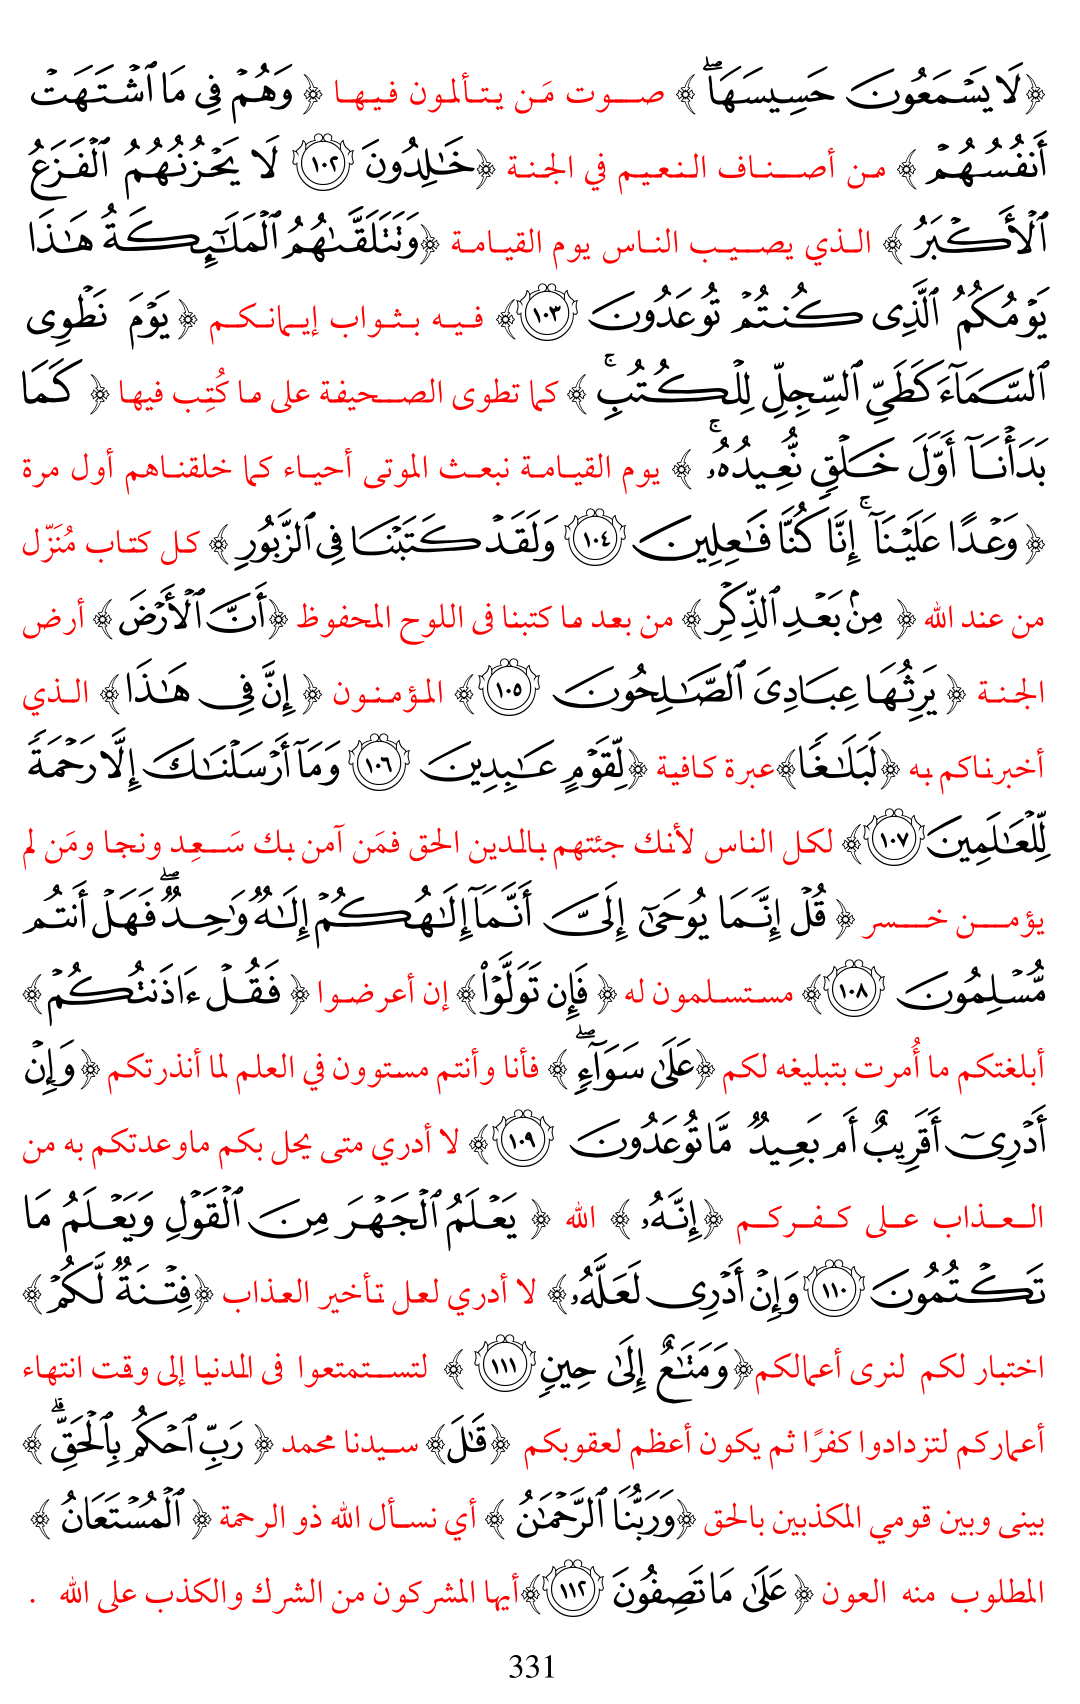 ﴿لَا يَسْمَعُونَ حَسِيسَهَاۖ﴾ صوت مَن يتألمون فيها ﴿ وَهُمْ فِي مَا ٱشْتَهَتْ
أَنفُسُهُمْ ﴾ من أصناف النعيم في الجنة ﴿خَٰلِدُونَ ١٠٢ لَا يَحْزُنُهُمُ ٱلْفَزَعُ
ٱلْأَكْبَرُ ﴾ الذي يصيب الناس يوم القيامة ﴿وَتَتَلَقَّىٰهُمُ ٱلْمَلَٰٓئِكَةُ هَٰذَا
يَوْمُكُمُ ٱلَّذِي كُنتُمْ تُوعَدُونَ ١٠٣﴾ فيه بثواب إيمانكم ﴿ يَوْمَ نَطْوِي
ٱلسَّمَآءَ كَطَيِّ ٱلسِّجِلِّ لِلْكُتُبِۚ ﴾ كما تطوى الصحيفة على ما كُتِب فيها ﴿ كَمَا
بَدَأْنَآ أَوَّلَ خَلْقٍ نُّعِيدُهُۥۚ ﴾ يوم القيامة نبعث الموتى أحياء كما خلقناهم أول مرة
﴿ وَعْدًا عَلَيْنَآۚ إِنَّا كُنَّا فَٰعِلِينَ ١٠٤ وَلَقَدْ كَتَبْنَا فِي ٱلزَّبُورِ ﴾ كل كتاب مُنَزّل
من عند الله ﴿ مِنۢ بَعْدِ ٱلذِّكْرِ ﴾ من بعد ما كتبنا فى اللوح المحفوظ ﴿أَنَّ ٱلْأَرْضَ ﴾ أرض
الجنة ﴿ يَرِثُهَا عِبَادِيَ ٱلصَّٰلِحُونَ ١٠٥﴾ المؤمنون ﴿ إِنَّ فِي هَٰذَا ﴾ الذي
أخبرناكم به ﴿لَبَلَٰغًا﴾عبرة كافية ﴿لِّقَوْمٍ عَٰبِدِينَ ١٠٦ وَمَآ أَرْسَلْنَٰكَ إِلَّا رَحْمَةً
لِّلْعَٰلَمِينَ ١٠٧﴾ لكل الناس لأنك جئتهم بالدين الحق فمَن آمن بك سَعِد ونجا ومَن لم
يؤمن خسر ﴿ قُلْ إِنَّمَا يُوحَىٰٓ إِلَيَّ أَنَّمَآ إِلَٰهُكُمْ إِلَٰهٌ وَٰحِدٌۖ فَهَلْ أَنتُم
مُّسْلِمُونَ ١٠٨﴾ مستسلمون له ﴿ فَإِن تَوَلَّوْا۟ ﴾ إن أعرضوا ﴿ فَقُلْ ءَاذَنتُكُمْ ﴾
أبلغتكم ما أُمرت بتبليغه لكم ﴿عَلَىٰ سَوَآءٍۖ ﴾ فأنا وأنتم مستوون في العلم لما أنذرتكم ﴿وَإِنْ
أَدْرِيٓ أَقَرِيبٌ أَم بَعِيدٌ مَّا تُوعَدُونَ ١٠٩﴾ لا أدري متى يحل بكم ماوعدتكم به من
العذاب على كفركم ﴿إِنَّهُۥ ﴾ الله ﴿ يَعْلَمُ ٱلْجَهْرَ مِنَ ٱلْقَوْلِ وَيَعْلَمُ مَا
تَكْتُمُونَ ١١٠ وَإِنْ أَدْرِي لَعَلَّهُۥ﴾ لا أدري لعل تأخير العذاب ﴿فِتْنَةٌ لَّكُمْ ﴾
اختبار لكم لنرى أعمالكم﴿وَمَتَٰعٌ إِلَىٰ حِينٍ ١١١ ﴾ لتستمتعوا فى الدنيا إلى وقت انتهاء
أعماركم لتزدادوا كفرًا ثم يكون أعظم لعقوبكم ﴿قَٰلَ﴾ سيدنا محمد ﴿ رَبِّ ٱحْكُم بِٱلْحَقِّۗ ﴾
بينى وبين قومي المكذبين بالحق ﴿وَرَبُّنَا ٱلرَّحْمَٰنُ ﴾ أي نسأل الله ذو الرحمة ﴿ ٱلْمُسْتَعَانُ ﴾
المطلوب منه العون ﴿ عَلَىٰ مَا تَصِفُونَ ١١٢﴾أيها المشركون من الشرك والكذب على الله .
331